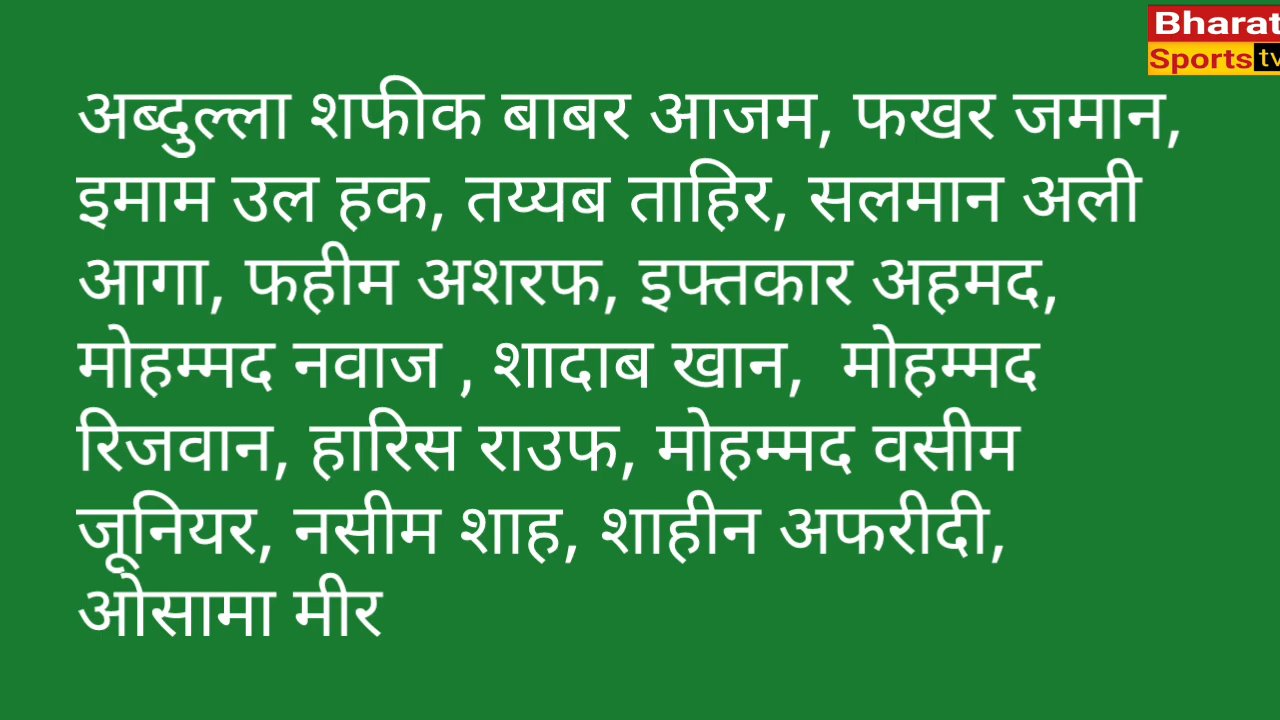 Bharat
Sports tv
अब्दुल्ला शफीक बाबर आजम, फखर जमान,
इमाम उल हक, तय्यब ताहिर, सलमान अली
आगा, फहीम अशरफ, इफ्तकार अहमद,
मोहम्मद नवाज , शादाब खान, मोहम्मद
रिजवान, हारिस राउफ, मोहम्मद वसीम
जूनियर, नसीम शाह, शाहीन अफरीदी,
ओसामा मीर